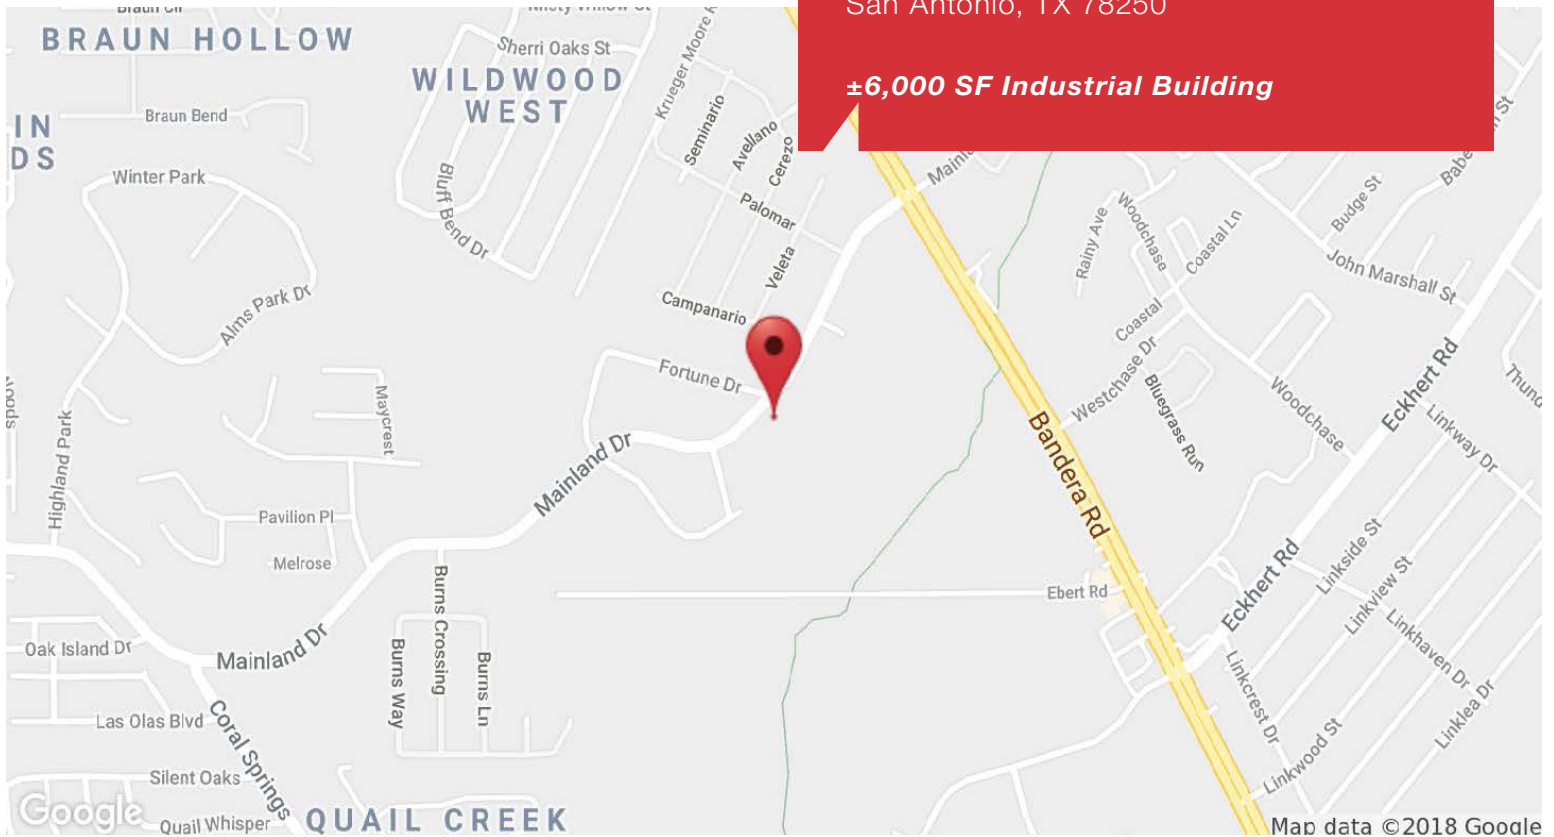 San Antonio, TX 78250
±6,000 SF Industrial Building
BRAUN HOLLOW
Sherri Oaks St
Krueger Moore
WILDWOOD
WEST
Braun Bend
IN
DS
Seminario
Avellano
Cerezo
Winter Park
Bluff Bend Dr
Palomar
Veleta
Campanario
Rainy Ave
Woodchase
Coastal Ln
Budge St
John Marshall St
Coastal
Westchase Dr
Bluegrass Run
Woodchase
Eckhert Rd
Linkway Dr
Alms Park Dr
Fortune Dr
Maycrest
Highland Park
Mainland Dr
Bandera Rd
Pavilion Pl
Melrose
Ebert Rd
Eckhert Rd
Linkside St
Linkview St
Linkhaven Dr
Linklea Dr
Linkcrest Dr
Linkwood St
Burns Crossing
Burns Way
Burns Ln
Oak Island Dr
Mainland Dr
Las Olas Blvd
Coral Springs
Silent Oaks
Google
Quail Whisper
QUAIL CREEK
Map data ©2018 Google